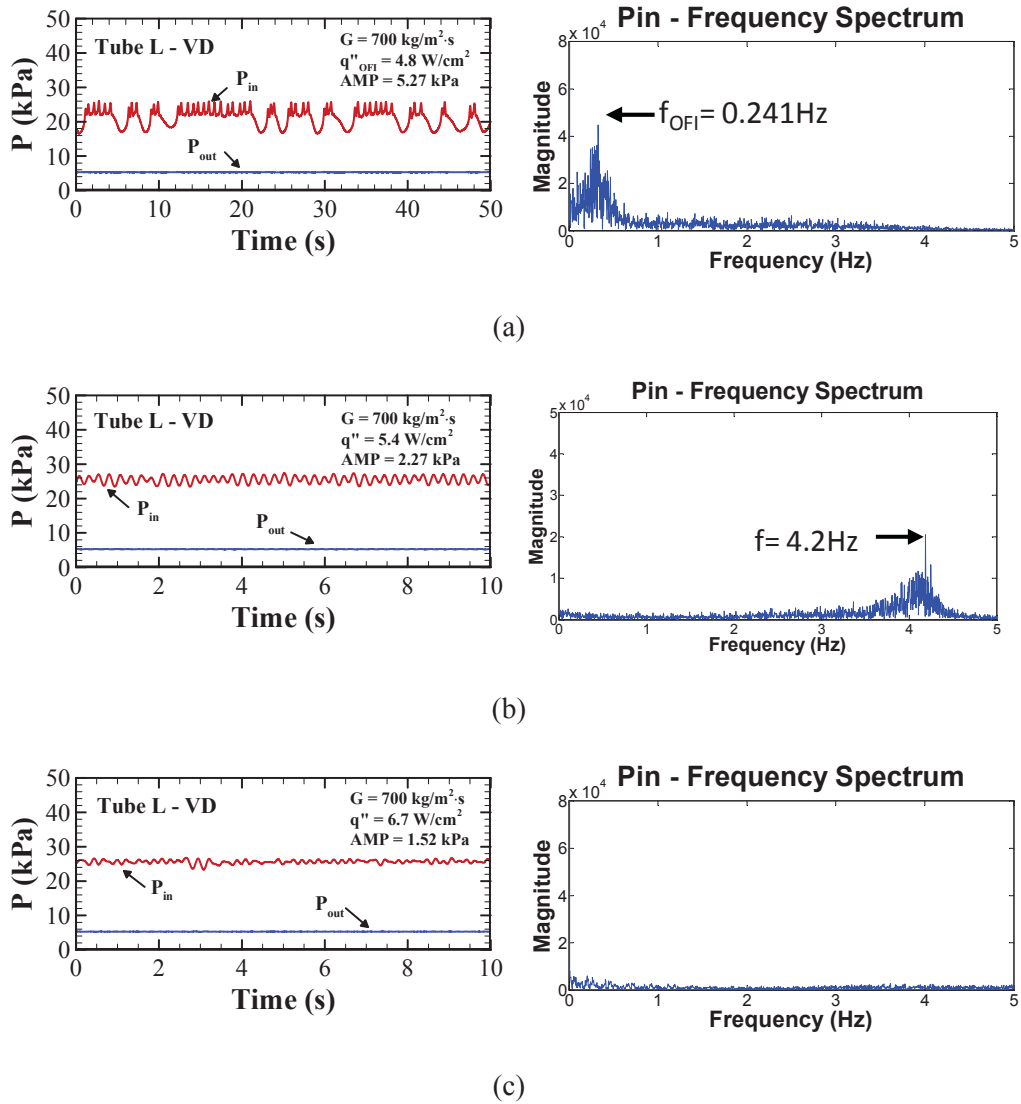 Tube L - VD
G = 700 kg/m²·s
q"OFI = 4.8 W/cm²
AMP = 5.27 kPa
Pin
Pout
P (kPa)
50
40
30
20
10
0
0 10 20 30 40 50
Time (s)
Pin - Frequency Spectrum
8 x 10⁴
6
4
2
0
Magnitude
fOFI= 0.241Hz
0 1 2 3 4 5
Frequency (Hz)
(a)
Tube L - VD
G = 700 kg/m²·s
q" = 5.4 W/cm²
AMP = 2.27 kPa
Pin
Pout
P (kPa)
50
40
30
20
10
0
0 2 4 6 8 10
Time (s)
Pin - Frequency Spectrum
5 x 10⁴
4
3
2
1
0
Magnitude
f= 4.2Hz
0 1 2 3 4 5
Frequency (Hz)
(b)
Tube L - VD
G = 700 kg/m²·s
q" = 6.7 W/cm²
AMP = 1.52 kPa
Pin
Pout
P (kPa)
50
40
30
20
10
0
0 2 4 6 8 10
Time (s)
Pin - Frequency Spectrum
8 x 10⁴
6
4
2
0
Magnitude
0 1 2 3 4 5
Frequency (Hz)
(c)